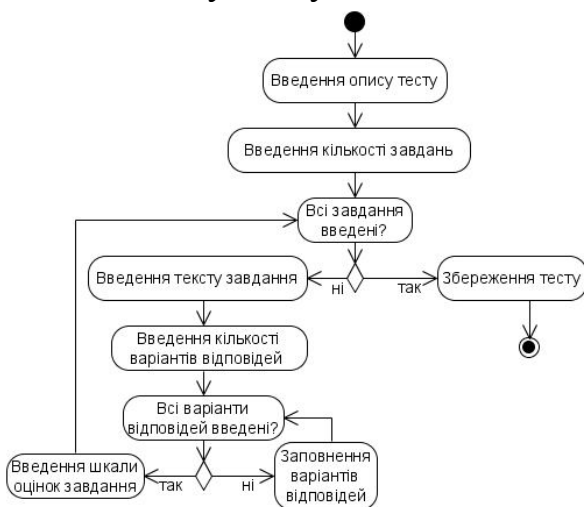 Введення опису тесту
Введення кількості завдань
Всі завдання
введені?
Введення тексту завдання
ні
так
Збереження тесту
Введення кількості
варіантів відповідей
Всі варіанти
відповідей введені?
Введення шкали
оцінок завдання
так
ні
Заповнення
варіантів
відповідей